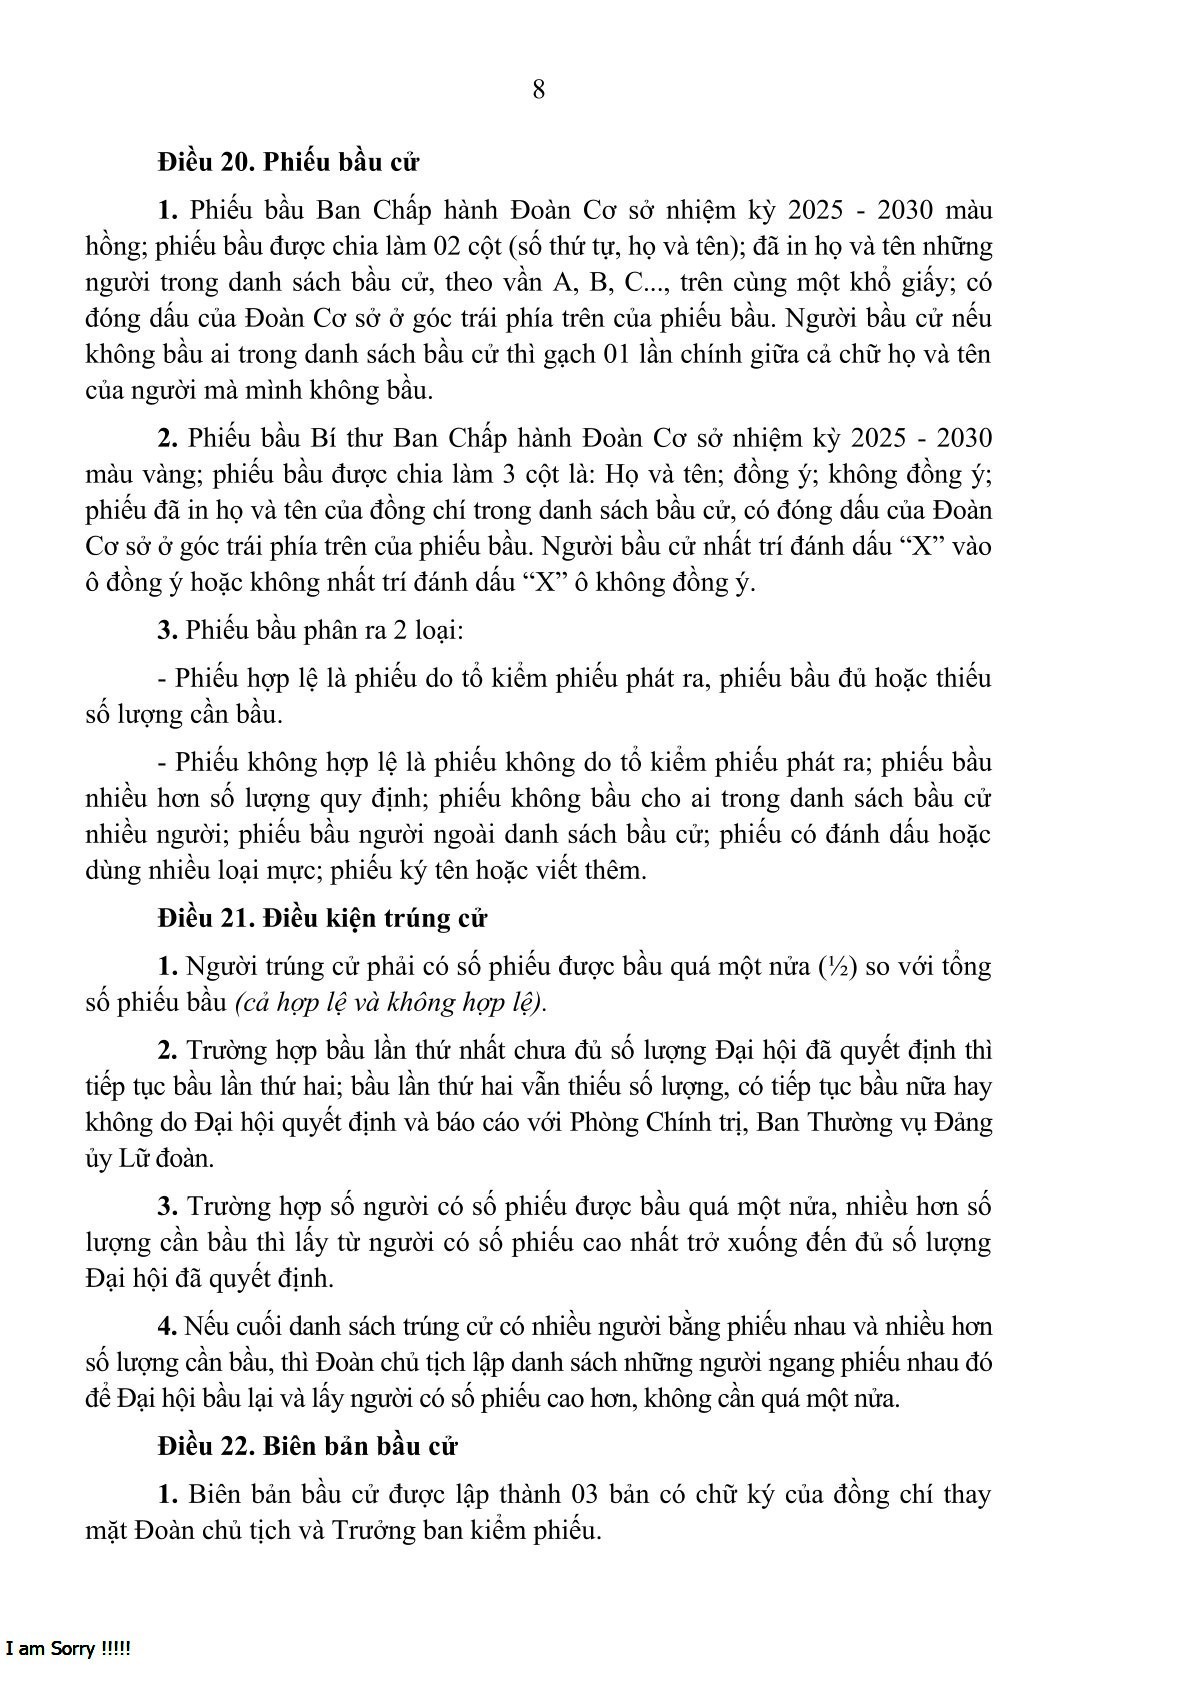 8
Điều 20. Phiếu bầu cử
1. Phiếu bầu Ban Chấp hành Đoàn Cơ sở nhiệm kỳ 2025 - 2030 màu
hồng; phiếu bầu được chia làm 02 cột (số thứ tự, họ và tên); đã in họ và tên những
người trong danh sách bầu cử, theo vần A, B, C..., trên cùng một khổ giấy; có
đóng dấu của Đoàn Cơ sở ở góc trái phía trên của phiếu bầu. Người bầu cử nếu
không bầu ai trong danh sách bầu cử thì gạch 01 lần chính giữa cả chữ họ và tên
của người mà mình không bầu.
2. Phiếu bầu Bí thư Ban Chấp hành Đoàn Cơ sở nhiệm kỳ 2025 - 2030
màu vàng; phiếu bầu được chia làm 3 cột là: Họ và tên; đồng ý; không đồng ý;
phiếu đã in họ và tên của đồng chí trong danh sách bầu cử, có đóng dấu của Đoàn
Cơ sở ở góc trái phía trên của phiếu bầu. Người bầu cử nhất trí đánh dấu “X” vào
ô đồng ý hoặc không nhất trí đánh dấu “X” ô không đồng ý.
3. Phiếu bầu phân ra 2 loại:
- Phiếu hợp lệ là phiếu do tổ kiểm phiếu phát ra, phiếu bầu đủ hoặc thiếu
số lượng cần bầu.
- Phiếu không hợp lệ là phiếu không do tổ kiểm phiếu phát ra; phiếu bầu
nhiều hơn số lượng quy định; phiếu không bầu cho ai trong danh sách bầu cử
nhiều người; phiếu bầu người ngoài danh sách bầu cử; phiếu có đánh dấu hoặc
dùng nhiều loại mực; phiếu ký tên hoặc viết thêm.
Điều 21. Điều kiện trúng cử
1. Người trúng cử phải có số phiếu được bầu quá một nửa (½) so với tổng
số phiếu bầu (cả hợp lệ và không hợp lệ).
2. Trường hợp bầu lần thứ nhất chưa đủ số lượng Đại hội đã quyết định thì
tiếp tục bầu lần thứ hai; bầu lần thứ hai vẫn thiếu số lượng, có tiếp tục bầu nữa hay
không do Đại hội quyết định và báo cáo với Phòng Chính trị, Ban Thường vụ Đảng
ủy Lữ đoàn.
3. Trường hợp số người có số phiếu được bầu quá một nửa, nhiều hơn số
lượng cần bầu thì lấy từ người có số phiếu cao nhất trở xuống đến đủ số lượng
Đại hội đã quyết định.
4. Nếu cuối danh sách trúng cử có nhiều người bằng phiếu nhau và nhiều hơn
số lượng cần bầu, thì Đoàn chủ tịch lập danh sách những người ngang phiếu nhau đó
để Đại hội bầu lại và lấy người có số phiếu cao hơn, không cần quá một nửa.
Điều 22. Biên bản bầu cử
1. Biên bản bầu cử được lập thành 03 bản có chữ ký của đồng chí thay
mặt Đoàn chủ tịch và Trưởng ban kiểm phiếu.
I am Sorry !!!!!